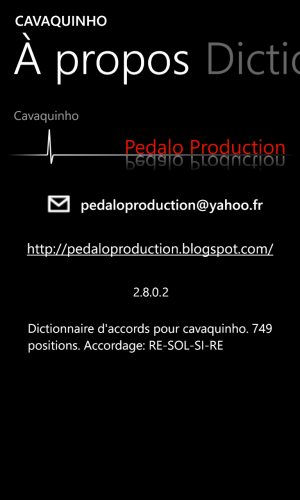 CAVAQUINHO
À propos Dictio
Cavaquinho
Pedalo Production
pedaloproduction@yahoo.fr
http://pedaloproduction.blogspot.com/
2.8.0.2
Dictionnaire d'accords pour cavaquinho. 749
positions. Accordage: RE-SOL-SI-RE